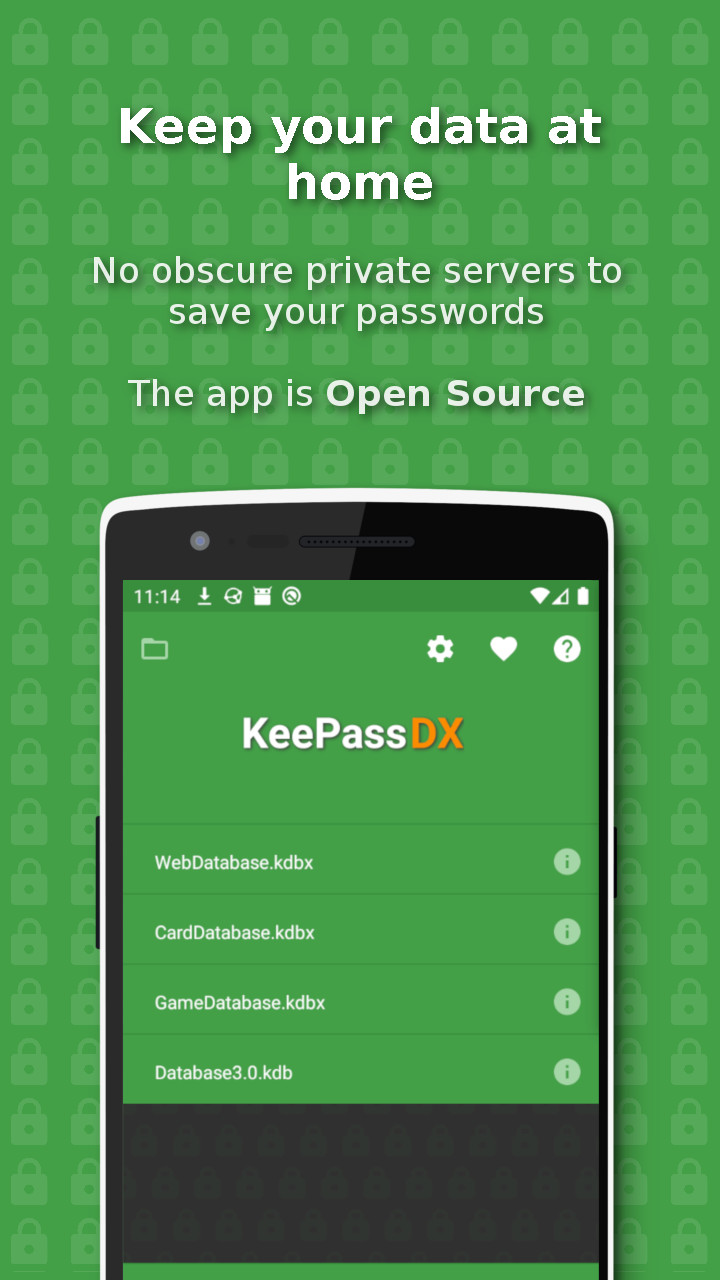 Keep your data at
home
No obscure private servers to
save your passwords
The app is Open Source
11:14
KeePassDX
WebDatabase.kdbx
CardDatabase.kdbx
GameDatabase.kdbx
Database3.0.kdb